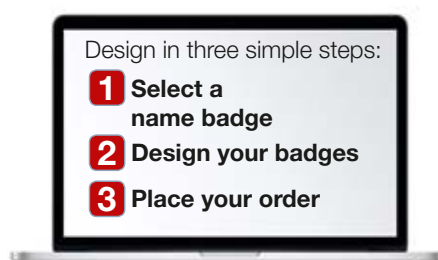 Design in three simple steps:
1 Select a
name badge
2 Design your badges
3 Place your order